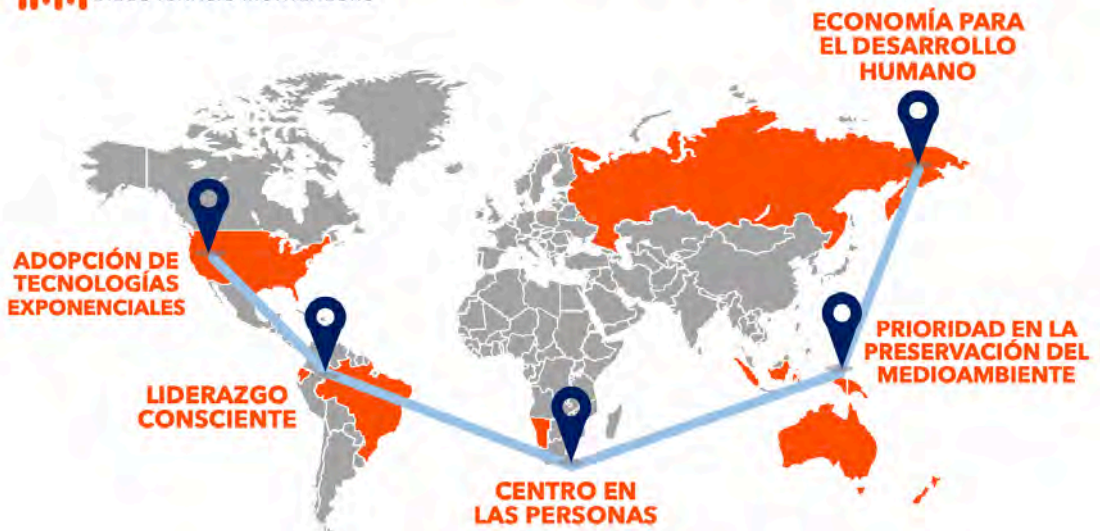 ECONOMÍA PARA
EL DESARROLLO
HUMANO
ADOPCIÓN DE
TECNOLOGÍAS
EXPONENCIALES
LIDERAZGO
CONSCIENTE
PRIORIDAD EN LA
PRESERVACIÓN DEL
MEDIOAMBIENTE
CENTRO EN
LAS PERSONAS